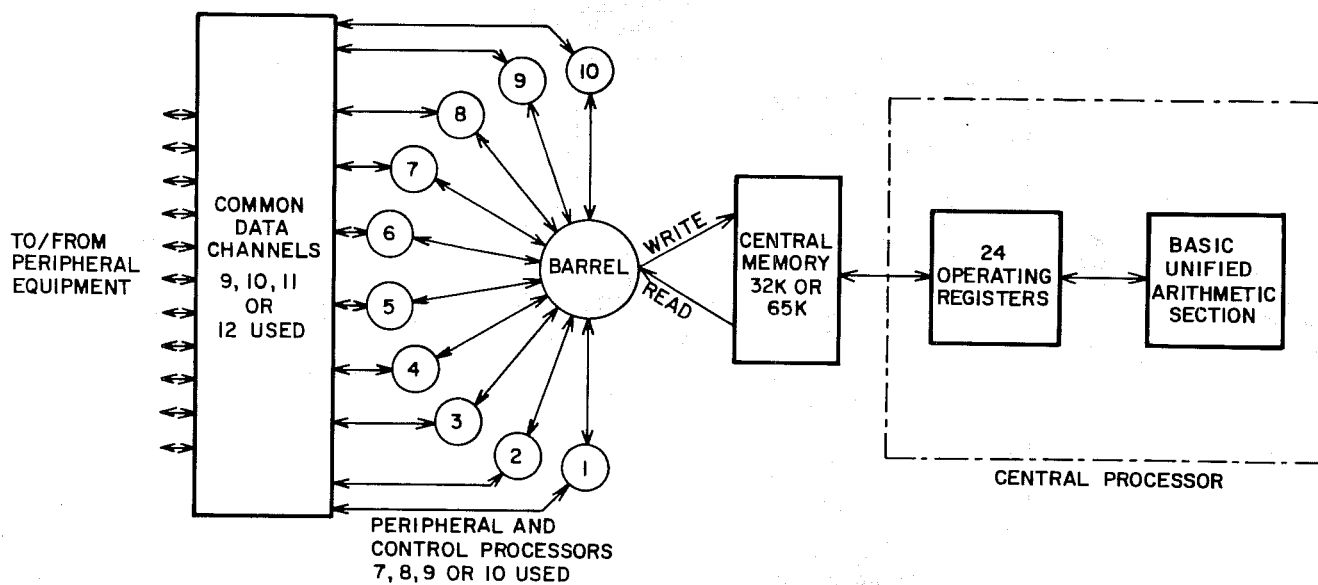 TO/FROM
PERIPHERAL
EQUIPMENT
COMMON
DATA
CHANNELS
9, 10, 11
OR
12 USED
10
9
8
7
6
5
4
3
2
1
BARREL
WRITE
READ
PERIPHERAL AND
CONTROL PROCESSORS
7, 8, 9 OR 10 USED
CENTRAL
MEMORY
32K OR
65K
24
OPERATING
REGISTERS
BASIC
UNIFIED
ARITHMETIC
SECTION
CENTRAL PROCESSOR